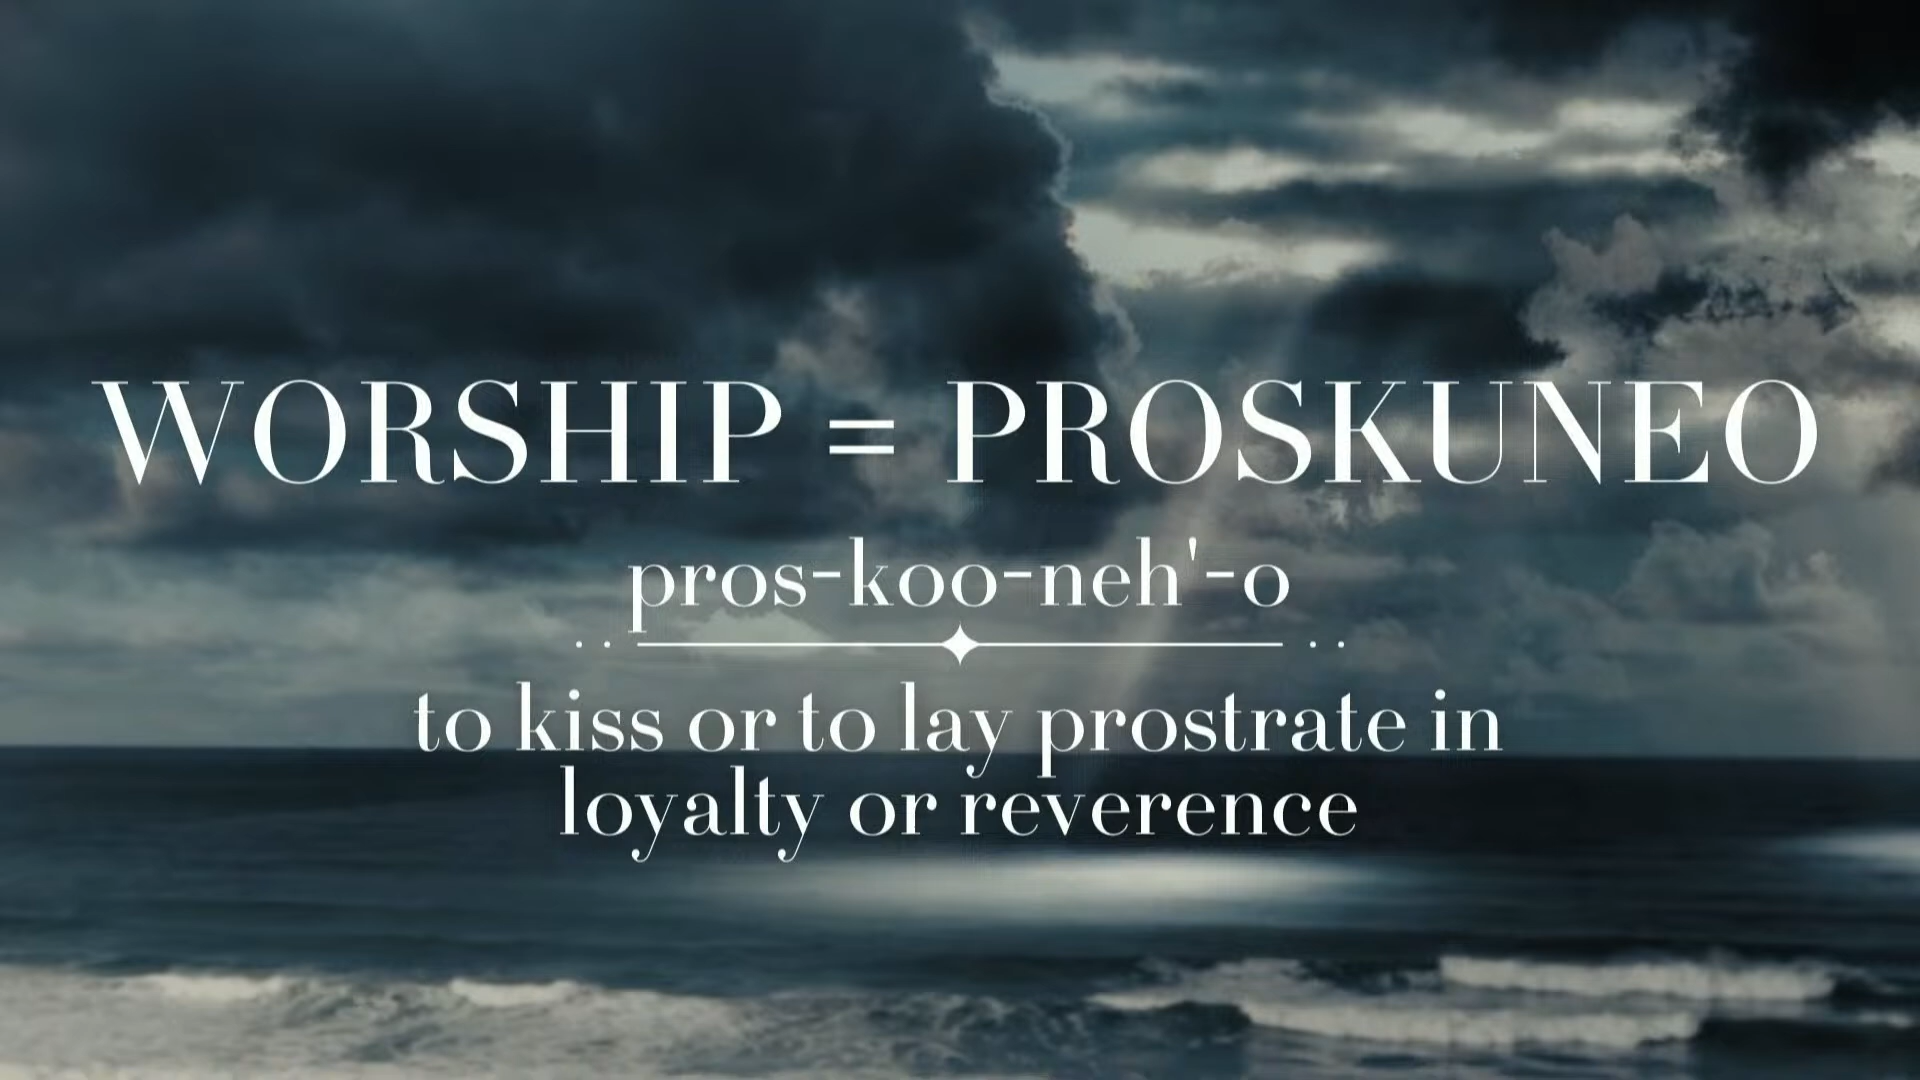 WORSHIP = PROSKUNEO
pros-koo-neh'-o
to kiss or to lay prostrate in
loyalty or reverence